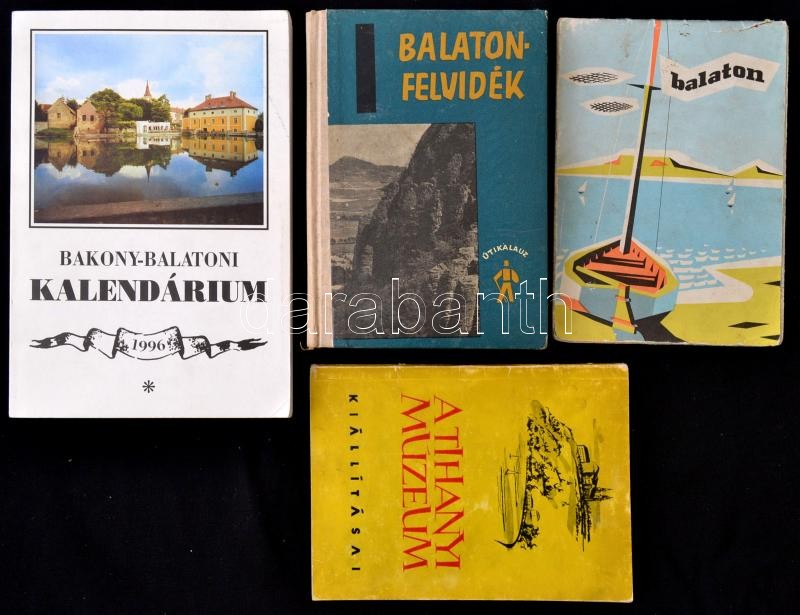 BAKONY-BALATONI
KALENDÁRIUM
1996
BALATON-
FELVIDÉK
ÚTIKALAUZ
balaton
A TIHANYI
MÚZEUM
KIÁLLÍTÁSAI
darabanth